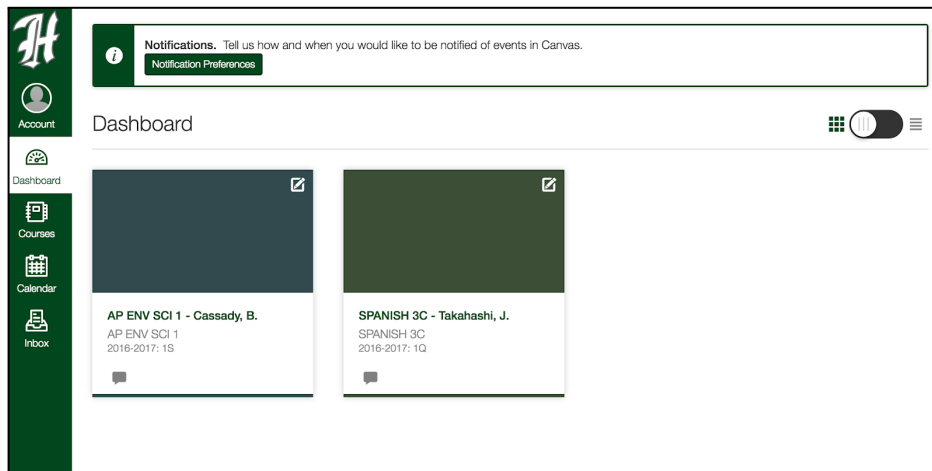 H
Account
Dashboard
Courses
Calendar
Inbox
Notifications. Tell us how and when you would like to be notified of events in Canvas.
Notification Preferences
Dashboard
AP ENV SCI 1 - Cassady, B.
AP ENV SCI 1
2016-2017: 1S
SPANISH 3C - Takahashi, J.
SPANISH 3C
2016-2017: 1Q